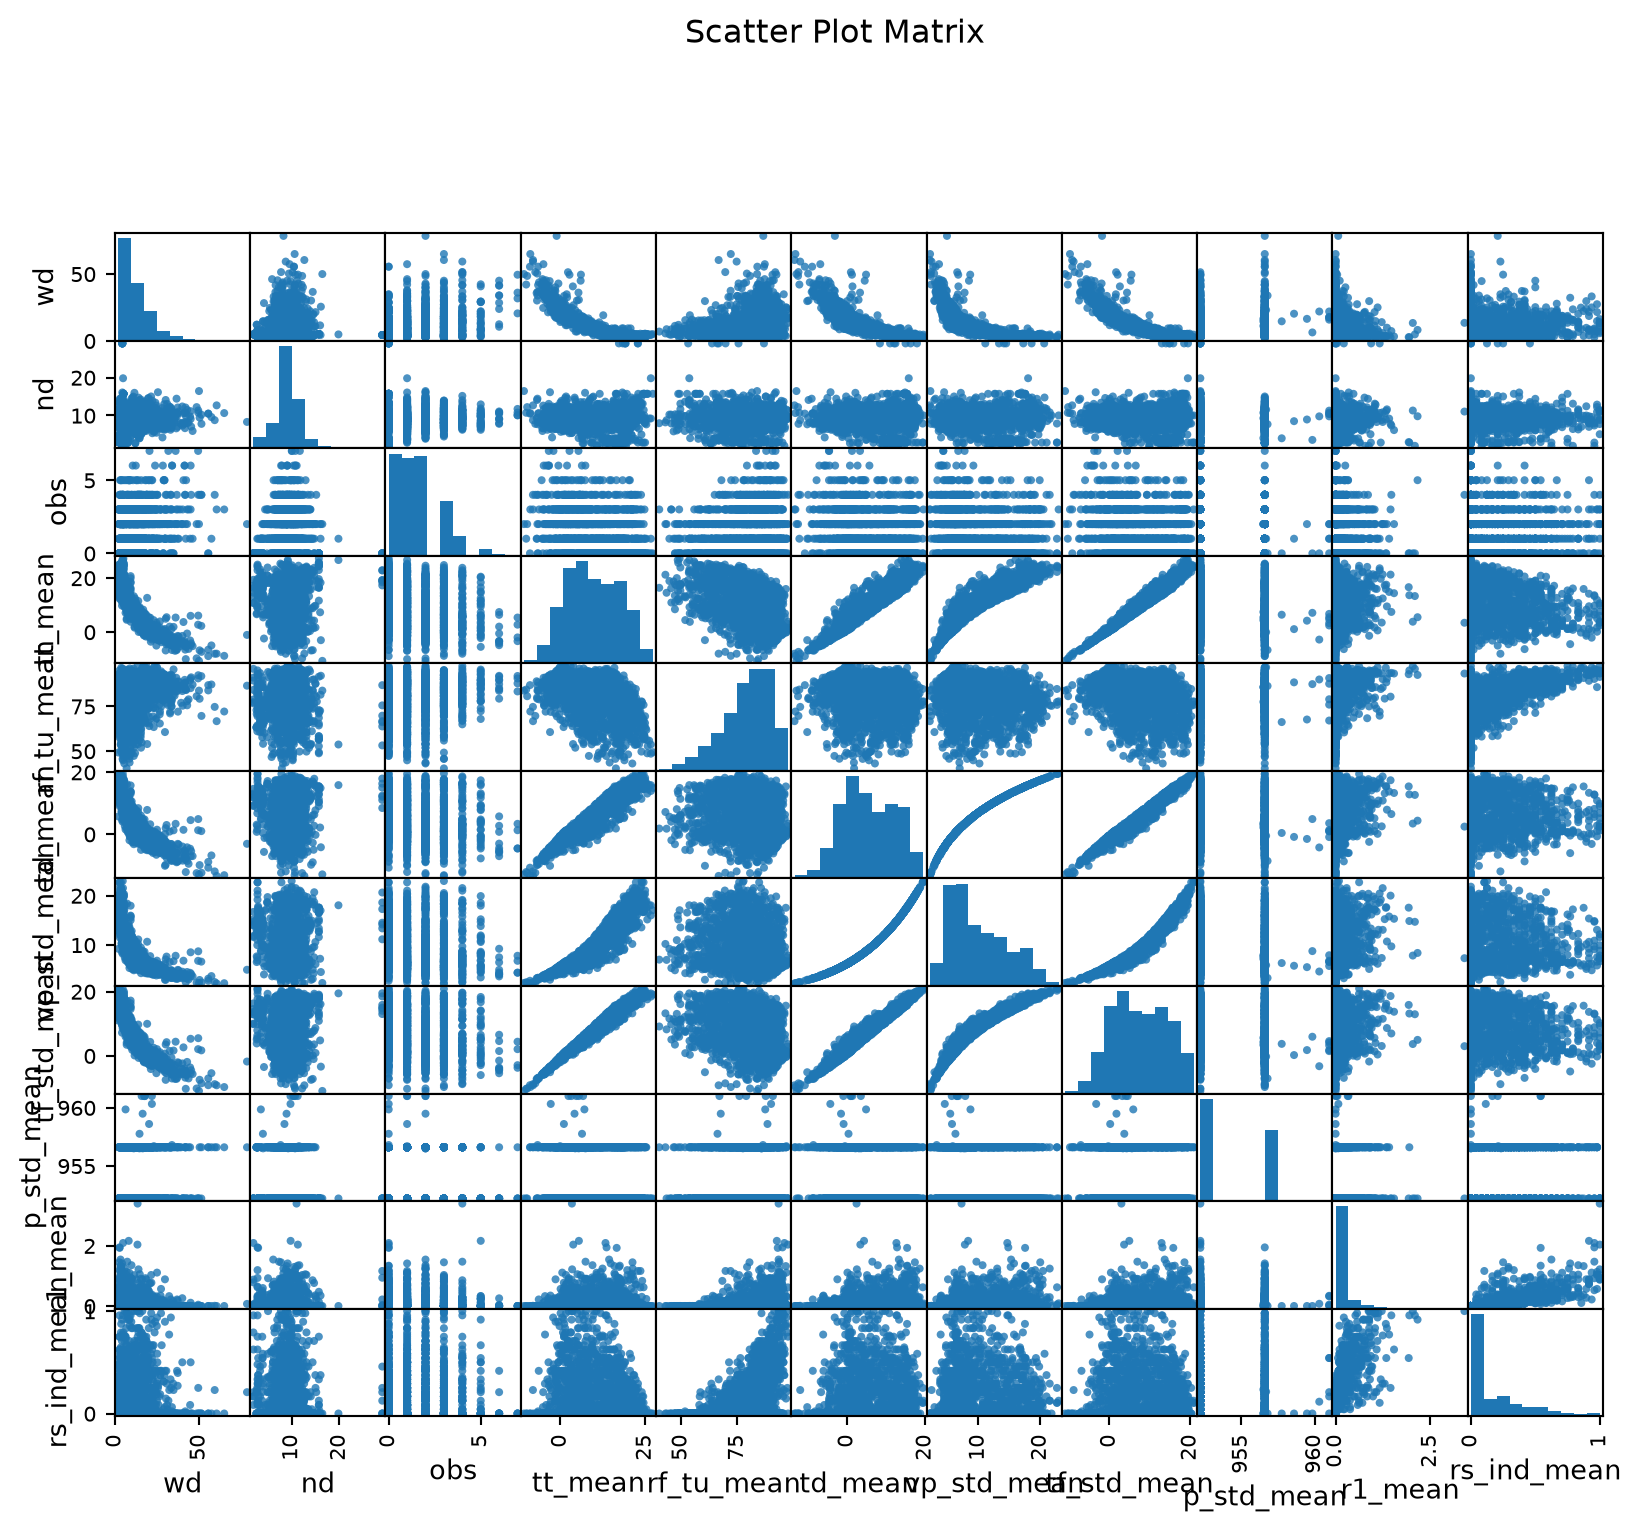 Scatter Plot Matrix
wd
50
0
nd
20
10
obs
5
0
tt_mean
20
0
rf_tu_mean
75
50
td_mean
20
0
vp_std_mean
20
10
tf_std_mean
20
0
p_std_mean
960
955
r1_mean
2
0
rs_ind_mean
1
0
0 50 10 20 0 5 0 25 50 75 0 20 10 20 0 20 955 960 0.0 2.5 0 1
wd nd obs tt_mean rf_tu_mean td_mean vp_std_mean tf_std_mean p_std_mean r1_mean rs_ind_mean